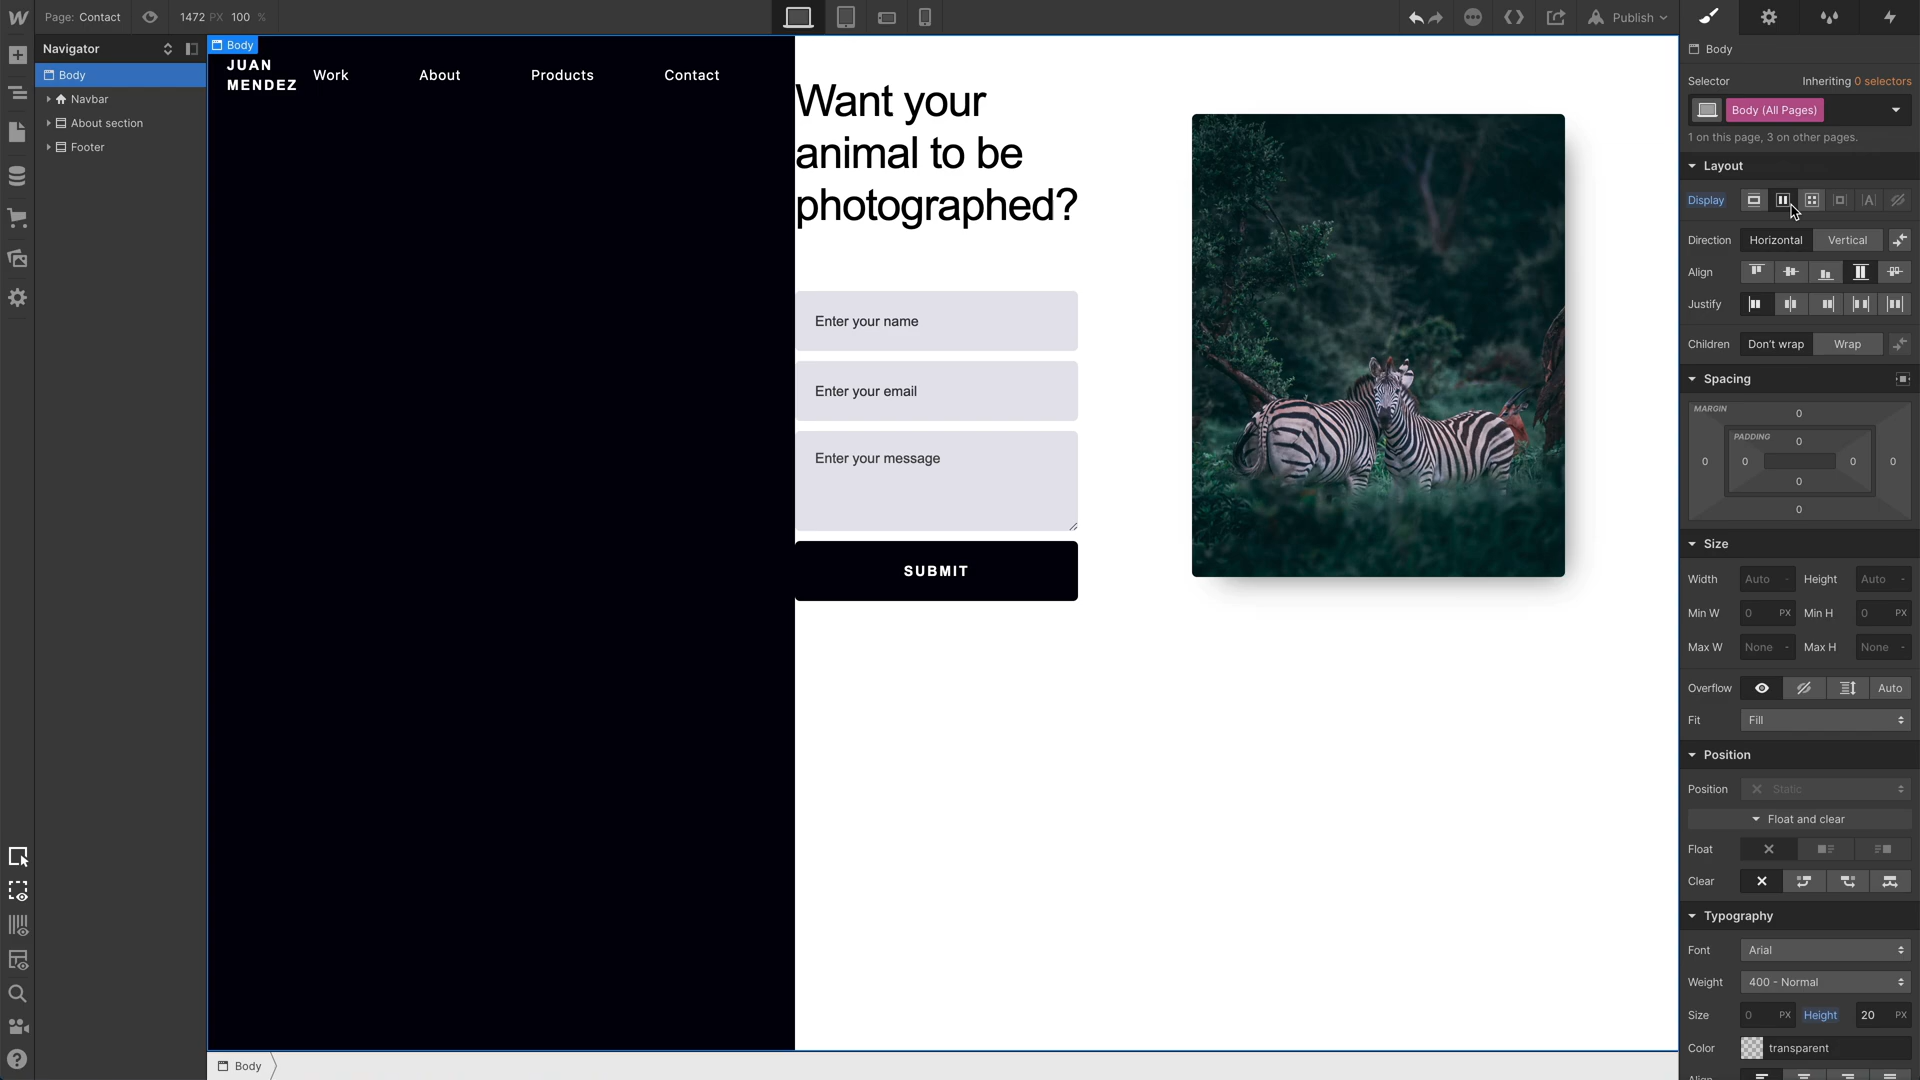 Page: Contact
1472 PX 100 %
Publish
Navigator
Body
Navbar
About section
Footer
Body
JUAN
MENDEZ
Work
About
Products
Contact
Want your
animal to be
photographed?
Enter your name
Enter your email
Enter your message
SUBMIT
Body
Body
Selector
Inheriting 0 selectors
Body (All Pages)
1 on this page, 3 on other pages.
Layout
Display
Direction Horizontal Vertical
Align
Justify
Children Don't wrap Wrap
Spacing
MARGIN 0
PADDING 0
0 0 0 0
0
0
Size
Width Auto - Height Auto -
Min W 0 PX Min H 0 PX
Max W None - Max H None -
Overflow Auto
Fit Fill
Position
Position Static
Float and clear
Float
Clear
Typography
Font Arial
Weight 400 - Normal
Size 0 PX Height 20 PX
Color transparent
Align